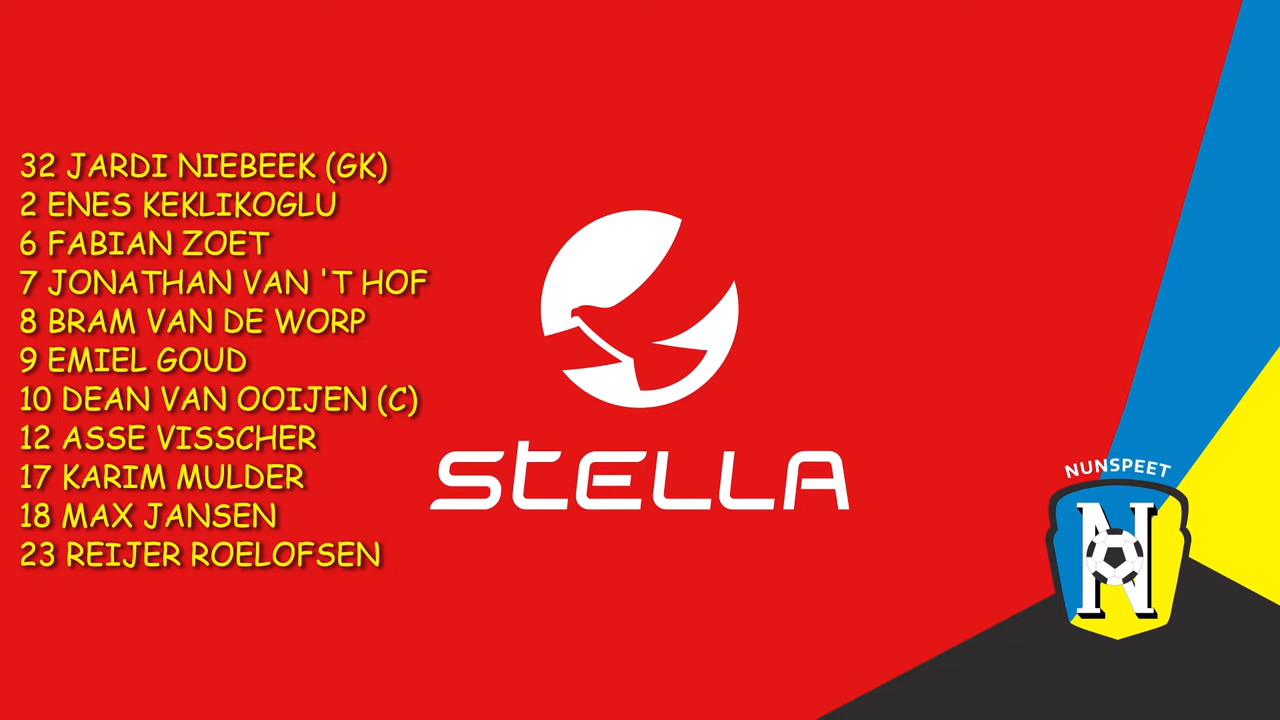 32 JARDI NIEBEEK (GK)
2 ENES KEKLIKOGLU
6 FABIAN ZOET
7 JONATHAN VAN 'T HOF
8 BRAM VAN DE WORP
9 EMIEL GOUD
10 DEAN VAN OOIJEN (C)
12 ASSE VISSCHER
17 KARIM MULDER
18 MAX JANSEN
23 REIJER ROELOFSEN
STELLA
NUNSPEET
N